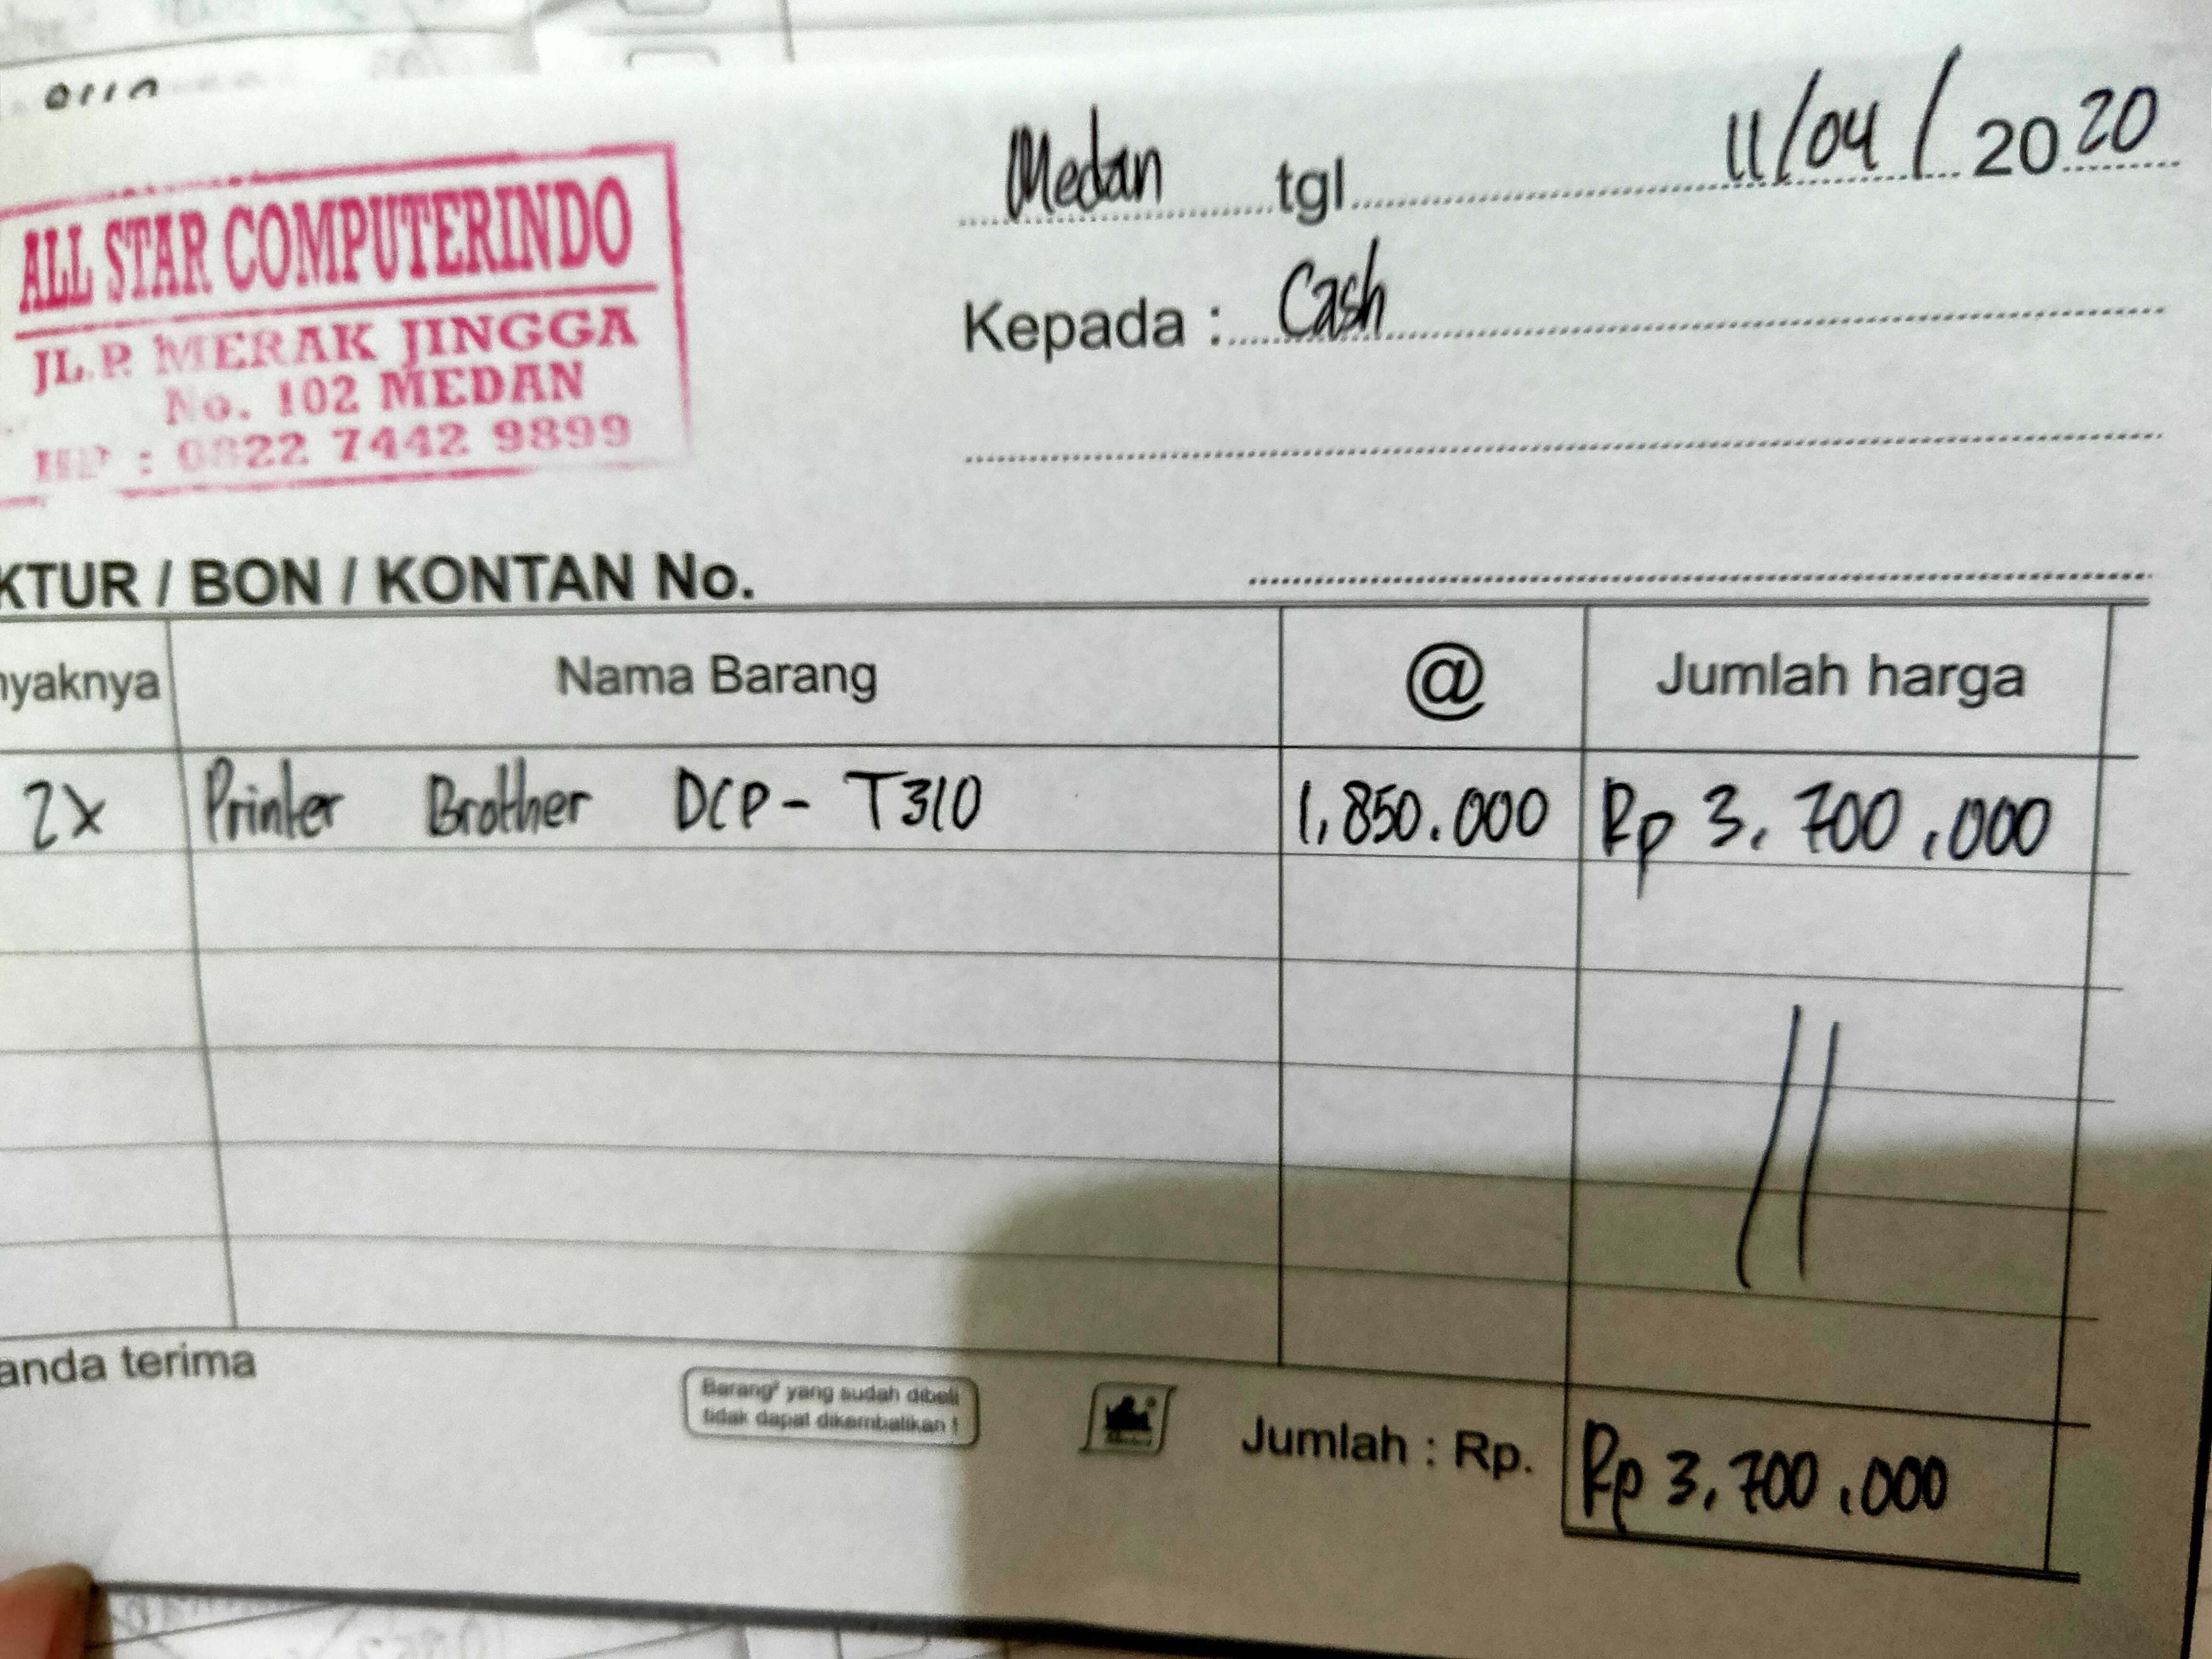 ALL STAR COMPUTERINDO
JL. P. MERAK JINGGA
No. 102 MEDAN
HP : 0822 7442 9899
Medan tgl 11/04/2020
Kepada : Cash
KTUR / BON / KONTAN No.
nyaknya Nama Barang @ Jumlah harga
2x Printer Brother DCP - T310 1,850.000 Rp 3.700.000
anda terima
Barang² yang sudah dibeli
tidak dapat dikembalikan !
Jumlah : Rp. Rp 3.700.000